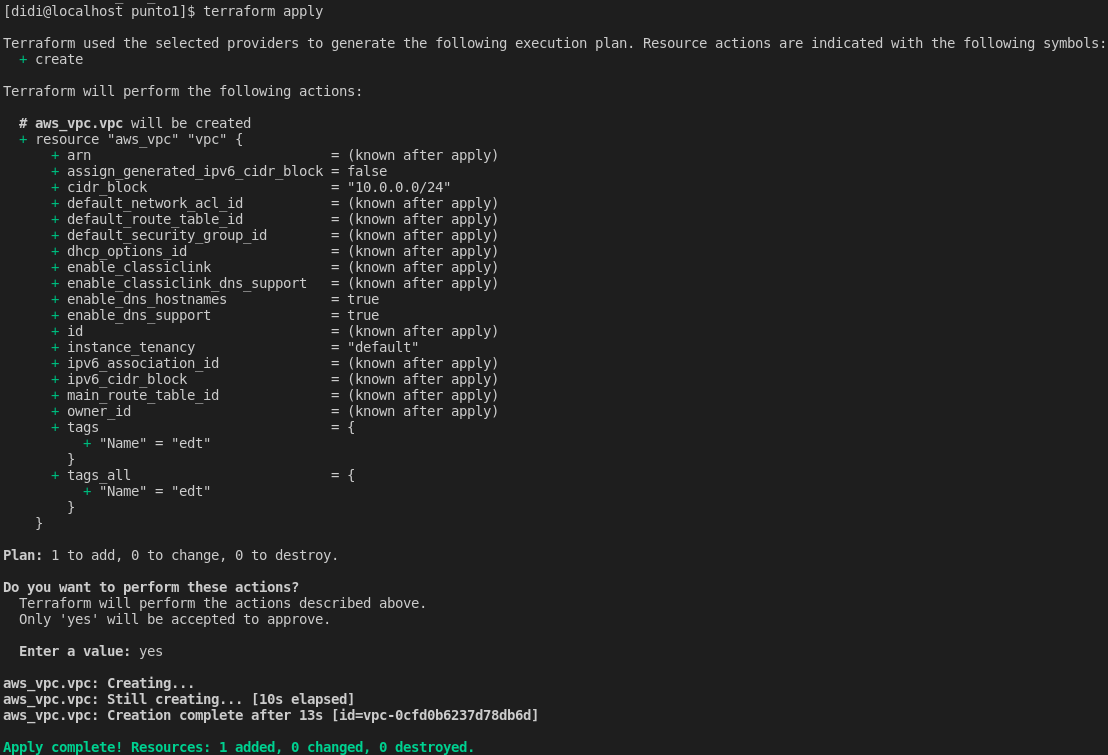 [didi@localhost punto1]$ terraform apply

Terraform used the selected providers to generate the following execution plan. Resource actions are indicated with the following symbols:
  + create

Terraform will perform the following actions:

  # aws_vpc.vpc will be created
  + resource "aws_vpc" "vpc" {
      + arn                              = (known after apply)
      + assign_generated_ipv6_cidr_block = false
      + cidr_block                       = "10.0.0.0/24"
      + default_network_acl_id           = (known after apply)
      + default_route_table_id           = (known after apply)
      + default_security_group_id        = (known after apply)
      + dhcp_options_id                  = (known after apply)
      + enable_classiclink               = (known after apply)
      + enable_classiclink_dns_support   = (known after apply)
      + enable_dns_hostnames             = true
      + enable_dns_support               = true
      + id                               = (known after apply)
      + instance_tenancy                 = "default"
      + ipv6_association_id              = (known after apply)
      + ipv6_cidr_block                  = (known after apply)
      + main_route_table_id              = (known after apply)
      + owner_id                         = (known after apply)
      + tags                             = {
          + "Name" = "edt"
        }
      + tags_all                         = {
          + "Name" = "edt"
        }
    }

Plan: 1 to add, 0 to change, 0 to destroy.

Do you want to perform these actions?
  Terraform will perform the actions described above.
  Only 'yes' will be accepted to approve.

  Enter a value: yes

aws_vpc.vpc: Creating...
aws_vpc.vpc: Still creating... [10s elapsed]
aws_vpc.vpc: Creation complete after 13s [id=vpc-0cfd0b6237d78db6d]

Apply complete! Resources: 1 added, 0 changed, 0 destroyed.